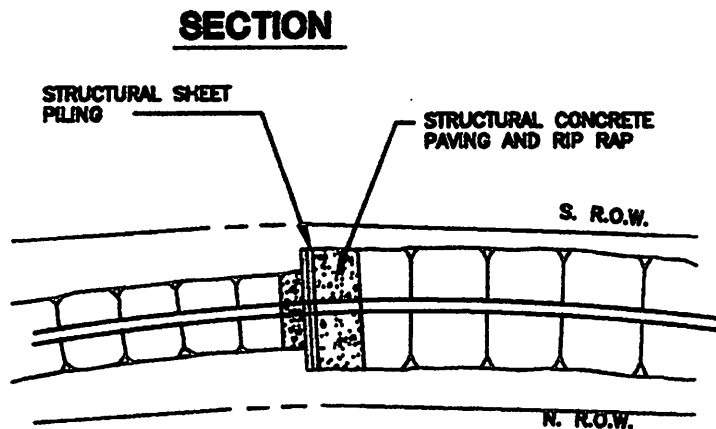 SECTION
STRUCTURAL SHEET
PILING
STRUCTURAL CONCRETE
PAVING AND RIP RAP
S. R.O.W.
N. R.O.W.